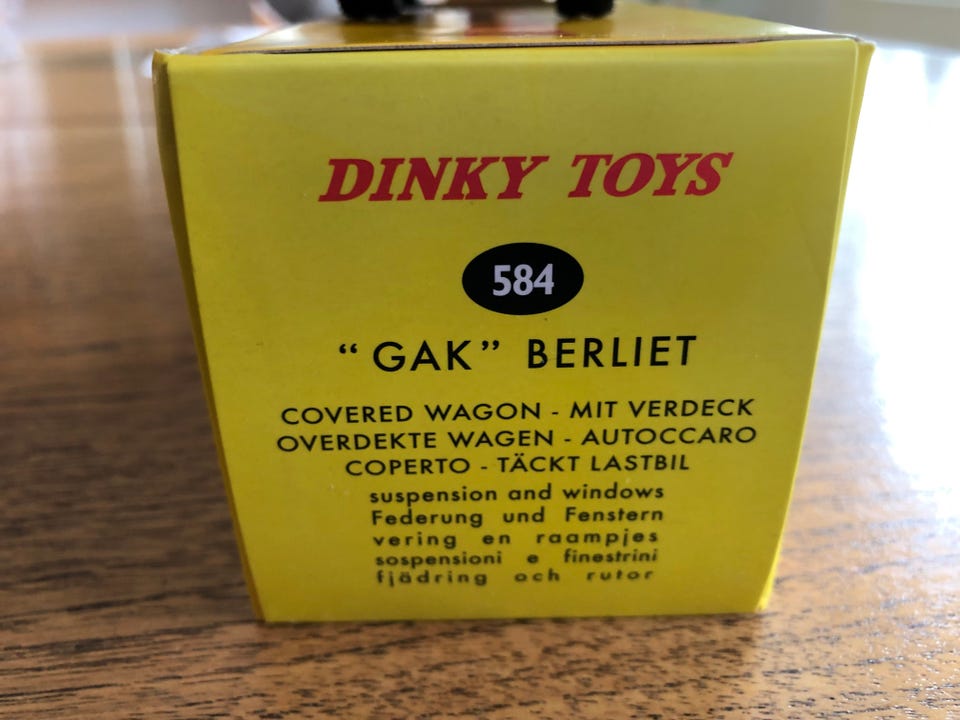 DINKY TOYS
584
“GAK” BERLIET
COVERED WAGON - MIT VERDECK
OVERDEKTE WAGEN - AUTOCCARO
COPERTO - TÄCKT LASTBIL
suspension and windows
Federung und Fenstern
vering en raampjes
sospensioni e finestrini
fjädring och rutor